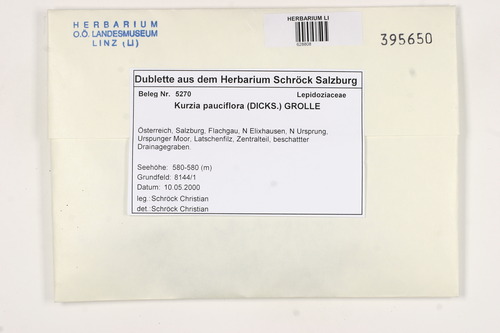 HERBARIUM
O.Ö. LANDESMUSEUM
LINZ (LI)
HERBARIUM LI
395650
Dublette aus dem Herbarium Schröck Salzburg
Beleg Nr. 5270 Lepidoziaceae
Kurzia pauciflora (DICKS.) GROLLE
Österreich, Salzburg, Flachgau, N Elixhausen, N Ursprung,
Urspunger Moor, Latschenfilz, Zentralteil, beschattter
Drainagegraben.
Seehöhe: 580-580 (m)
Grundfeld: 8144/1
Datum: 10.05.2000
leg.: Schröck Christian
det.: Schröck Christian